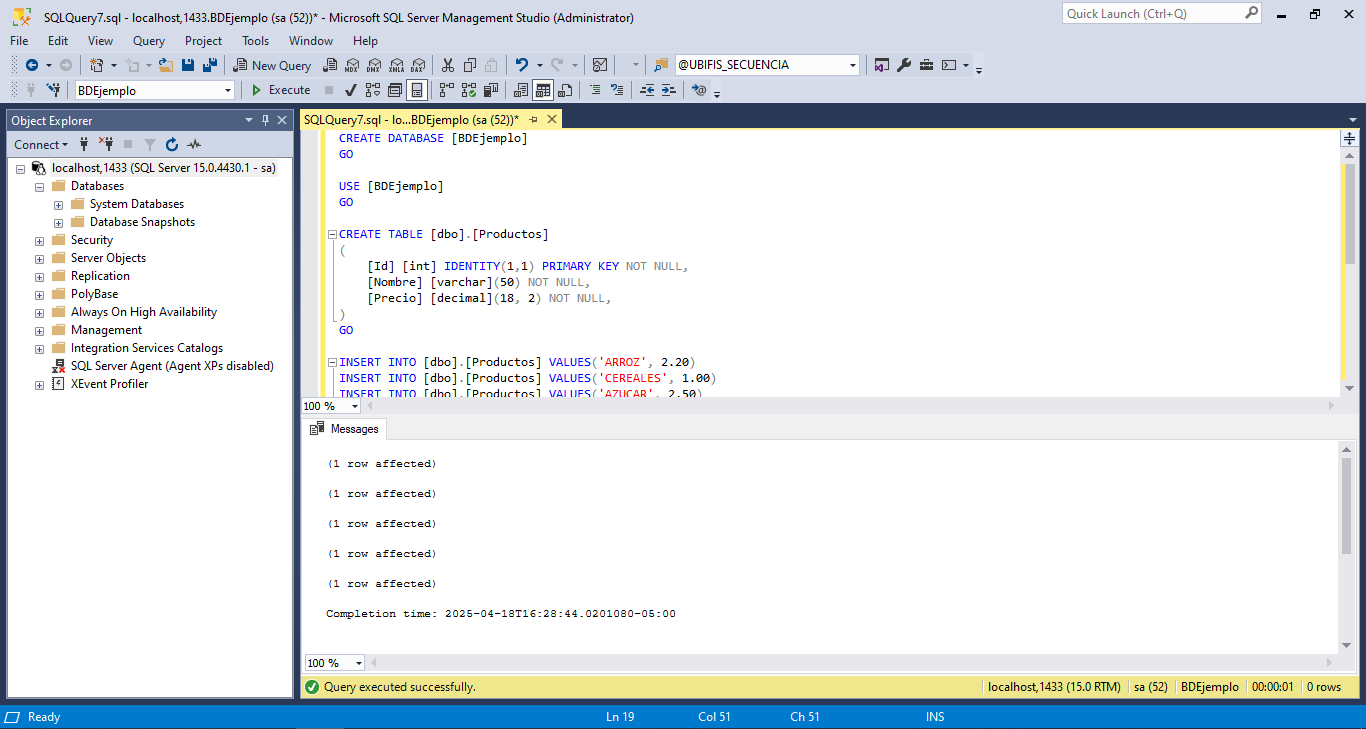 SQLQuery7.sql - localhost,1433.BDEjemplo (sa (52))* - Microsoft SQL Server Management Studio (Administrator)
Quick Launch (Ctrl+Q)
File Edit View Query Project Tools Window Help
New Query MDX DMX XMLA DAX @UBIFIS_SECUENCIA
BDEjemplo Execute
Object Explorer
Connect
localhost,1433 (SQL Server 15.0.4430.1 - sa)
Databases
System Databases
Database Snapshots
Security
Server Objects
Replication
PolyBase
Always On High Availability
Management
Integration Services Catalogs
SQL Server Agent (Agent XPs disabled)
XEvent Profiler
SQLQuery7.sql - lo...BDEjemplo (sa (52))*
CREATE DATABASE [BDEjemplo]
GO
USE [BDEjemplo]
GO
CREATE TABLE [dbo].[Productos]
(
[Id] [int] IDENTITY(1,1) PRIMARY KEY NOT NULL,
[Nombre] [varchar](50) NOT NULL,
[Precio] [decimal](18, 2) NOT NULL,
)
GO
INSERT INTO [dbo].[Productos] VALUES('ARROZ', 2.20)
INSERT INTO [dbo].[Productos] VALUES('CEREALES', 1.00)
INSERT INTO [dbo].[Productos] VALUES('AZUCAR', 2.50)
100 %
Messages
(1 row affected)
(1 row affected)
(1 row affected)
(1 row affected)
(1 row affected)
Completion time: 2025-04-18T16:28:44.0201080-05:00
100 %
Query executed successfully.
localhost,1433 (15.0 RTM) sa (52) BDEjemplo 00:00:01 0 rows
Ready Ln 19 Col 51 Ch 51 INS